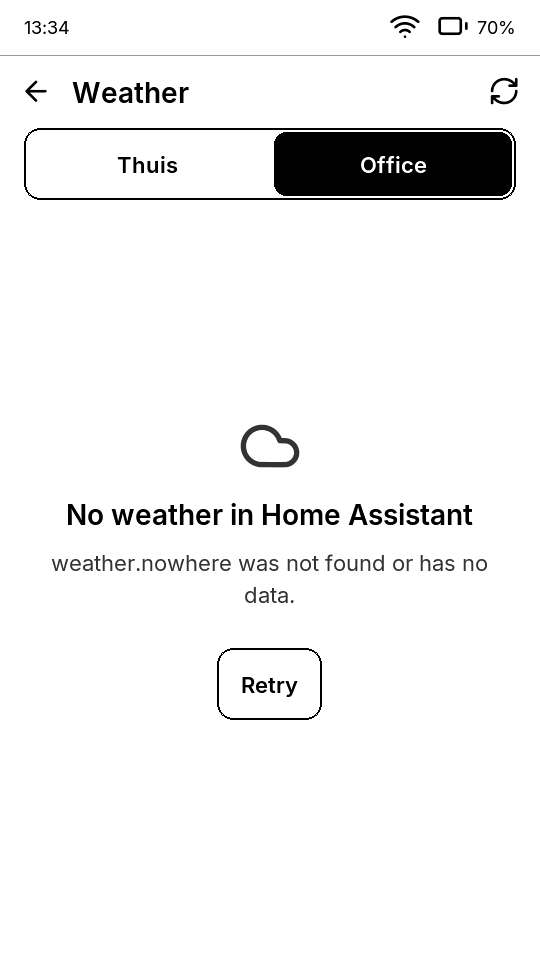 13:34
70%
Weather
Thuis
Office
No weather in Home Assistant
weather.nowhere was not found or has no
data.
Retry